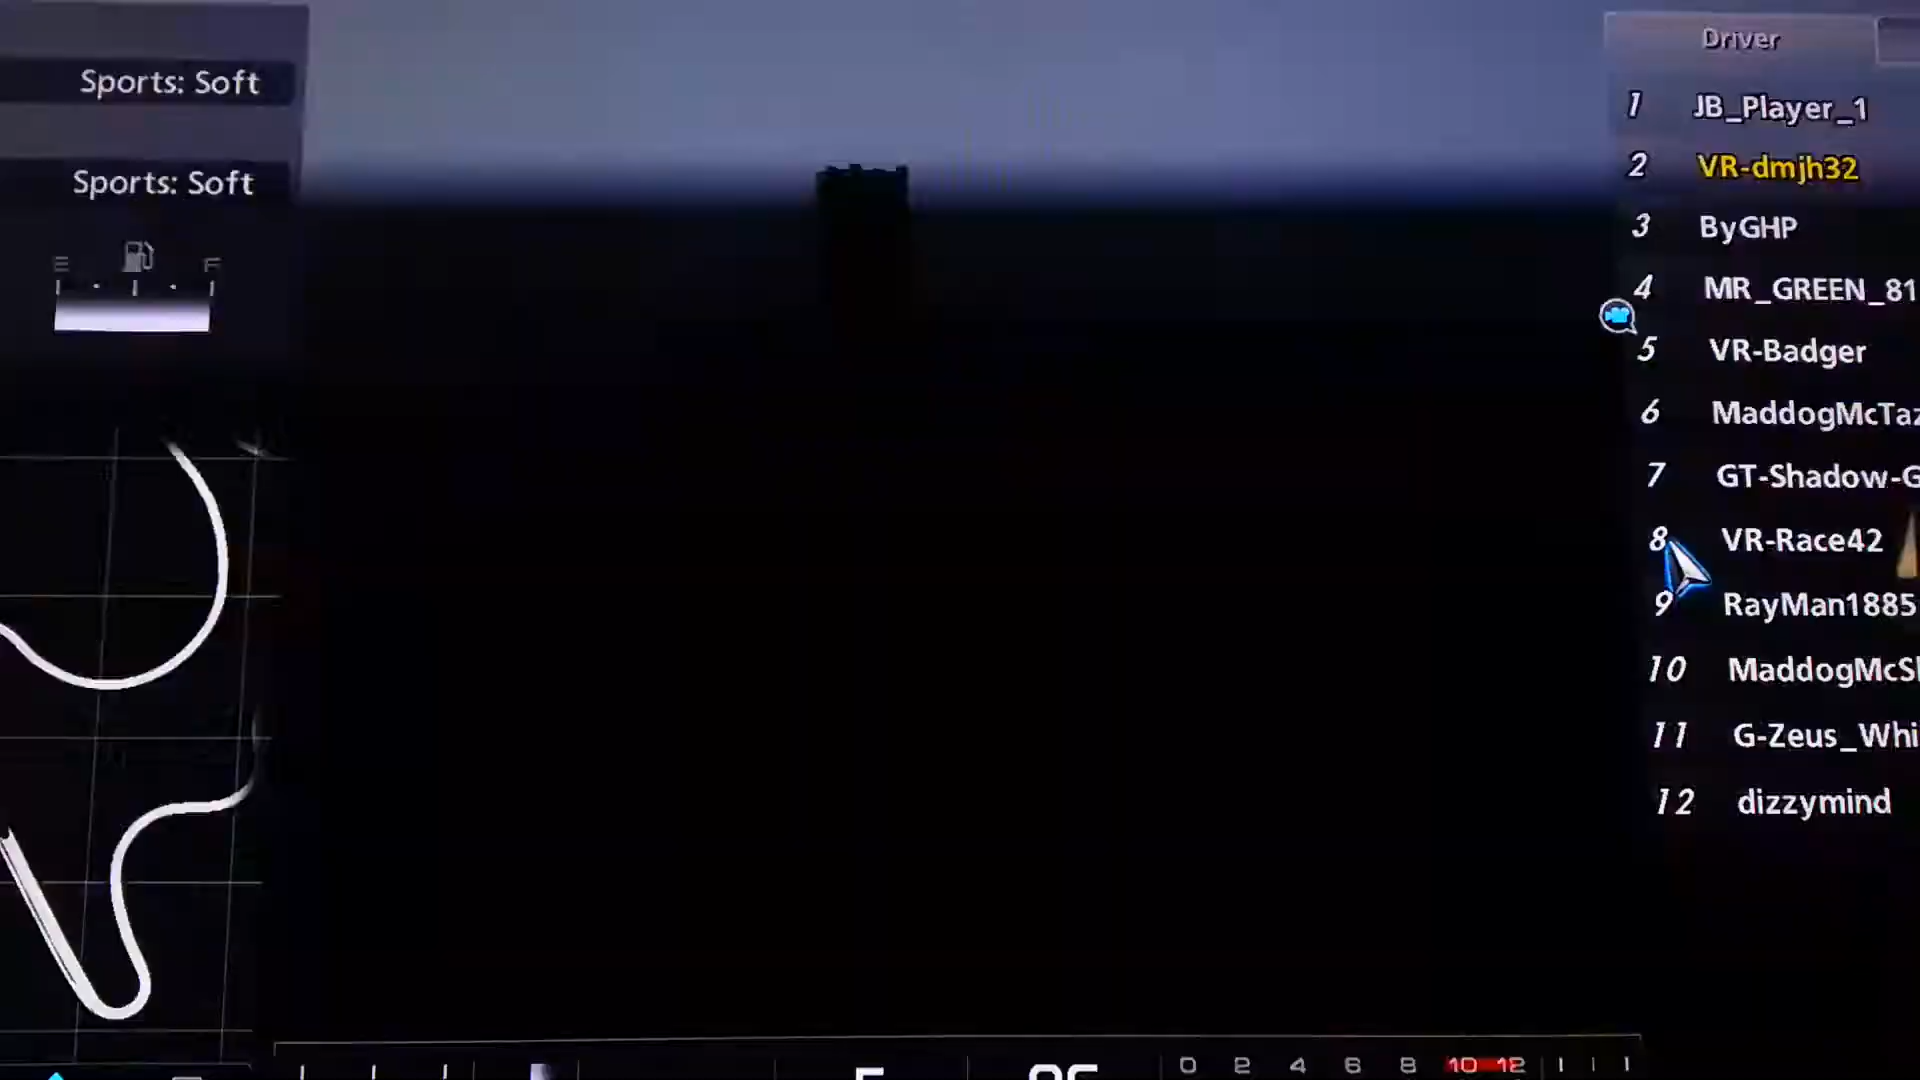 Sports: Soft
Sports: Soft
E F
Driver
1 JB_Player_1
2 VR-dmjh32
3 ByGHP
4 MR_GREEN_81
5 VR-Badger
6 MaddogMcTaz
7 GT-Shadow-G
8 VR-Race42
9 RayMan1885
10 MaddogMcS
11 G-Zeus_Whi
12 dizzymind
0 2 4 6 8 10 12